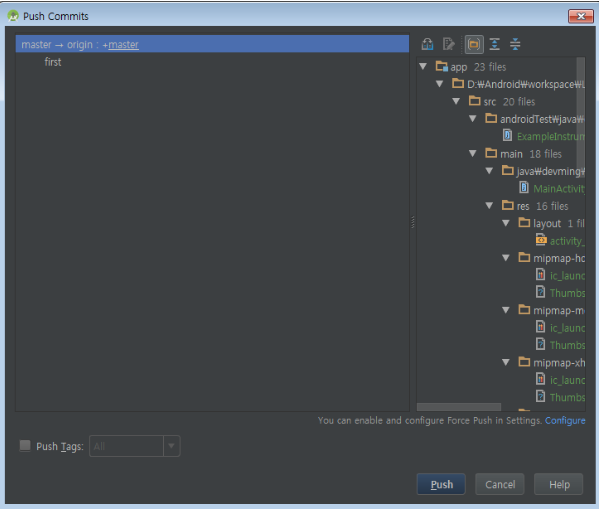 Push Commits
master → origin : +master
first
app 23 files
D:₩Android₩workspace₩
src 20 files
androidTest₩java₩
ExampleInstrum
main 18 files
java₩devming₩
MainActivity
res 16 files
layout 1 fil
activity_
mipmap-hd
ic_launc
Thumbs
mipmap-m
ic_launc
Thumbs
mipmap-xh
ic_launc
Thumbs
You can enable and configure Force Push in Settings. Configure
Push Tags: All
Push Cancel Help